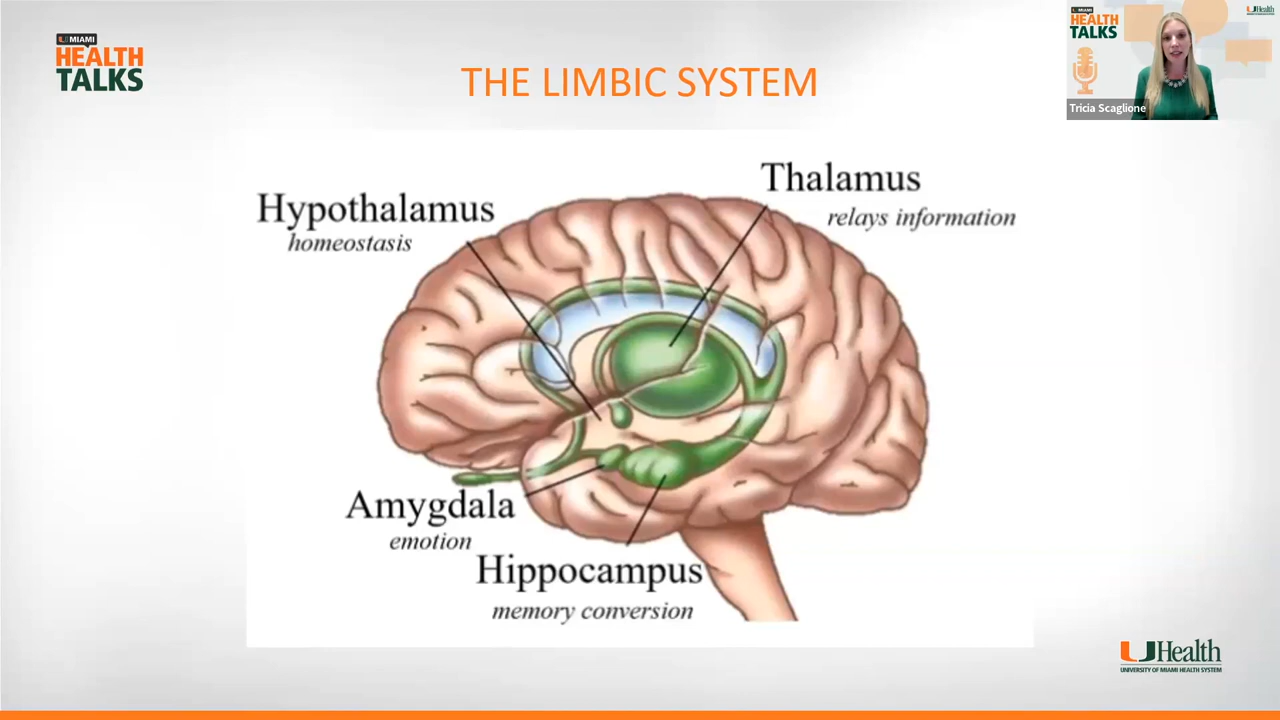 U MIAMI
HEALTH
TALKS
THE LIMBIC SYSTEM
U MIAMI
HEALTH
TALKS
UHealth
Tricia Scaglione
Thalamus
relays information
Hypothalamus
homeostasis
Amygdala
emotion
Hippocampus
memory conversion
UHealth
UNIVERSITY OF MIAMI HEALTH SYSTEM